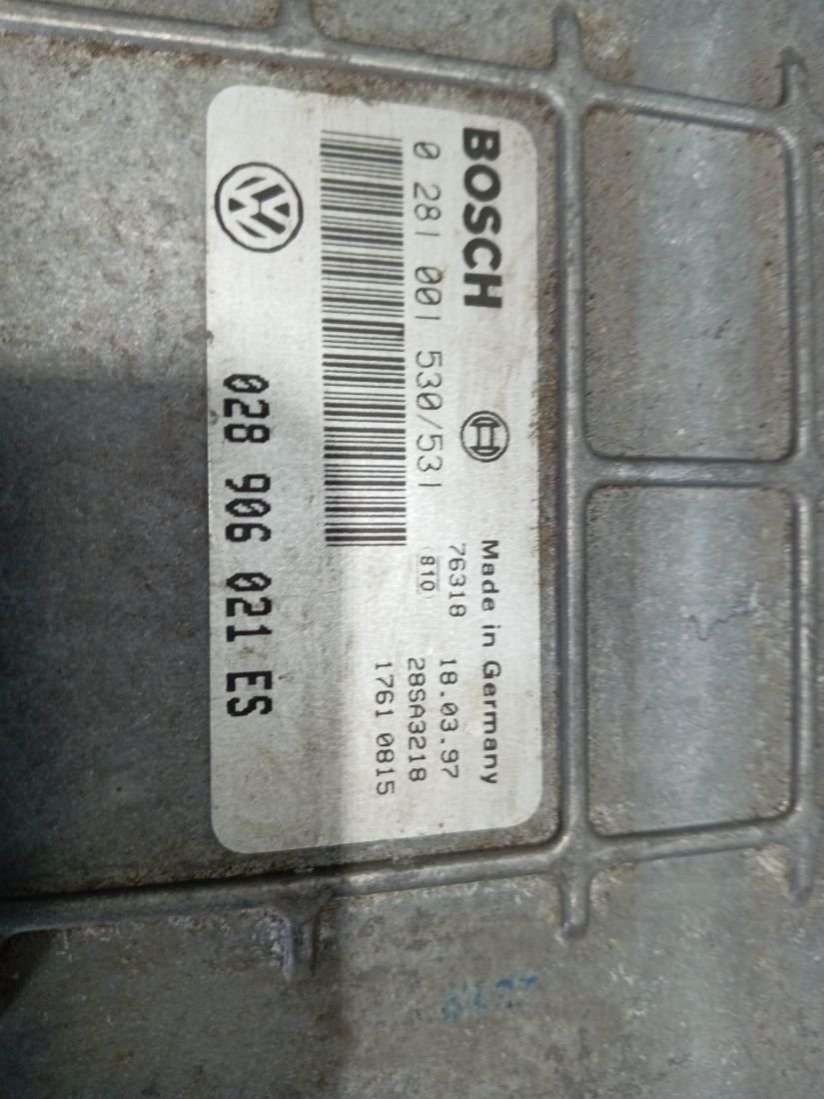 BOSCH
Made in Germany
0 281 001 530/531
76318 18.03.97
810 28SA3218
1761 0815
028 906 021 ES